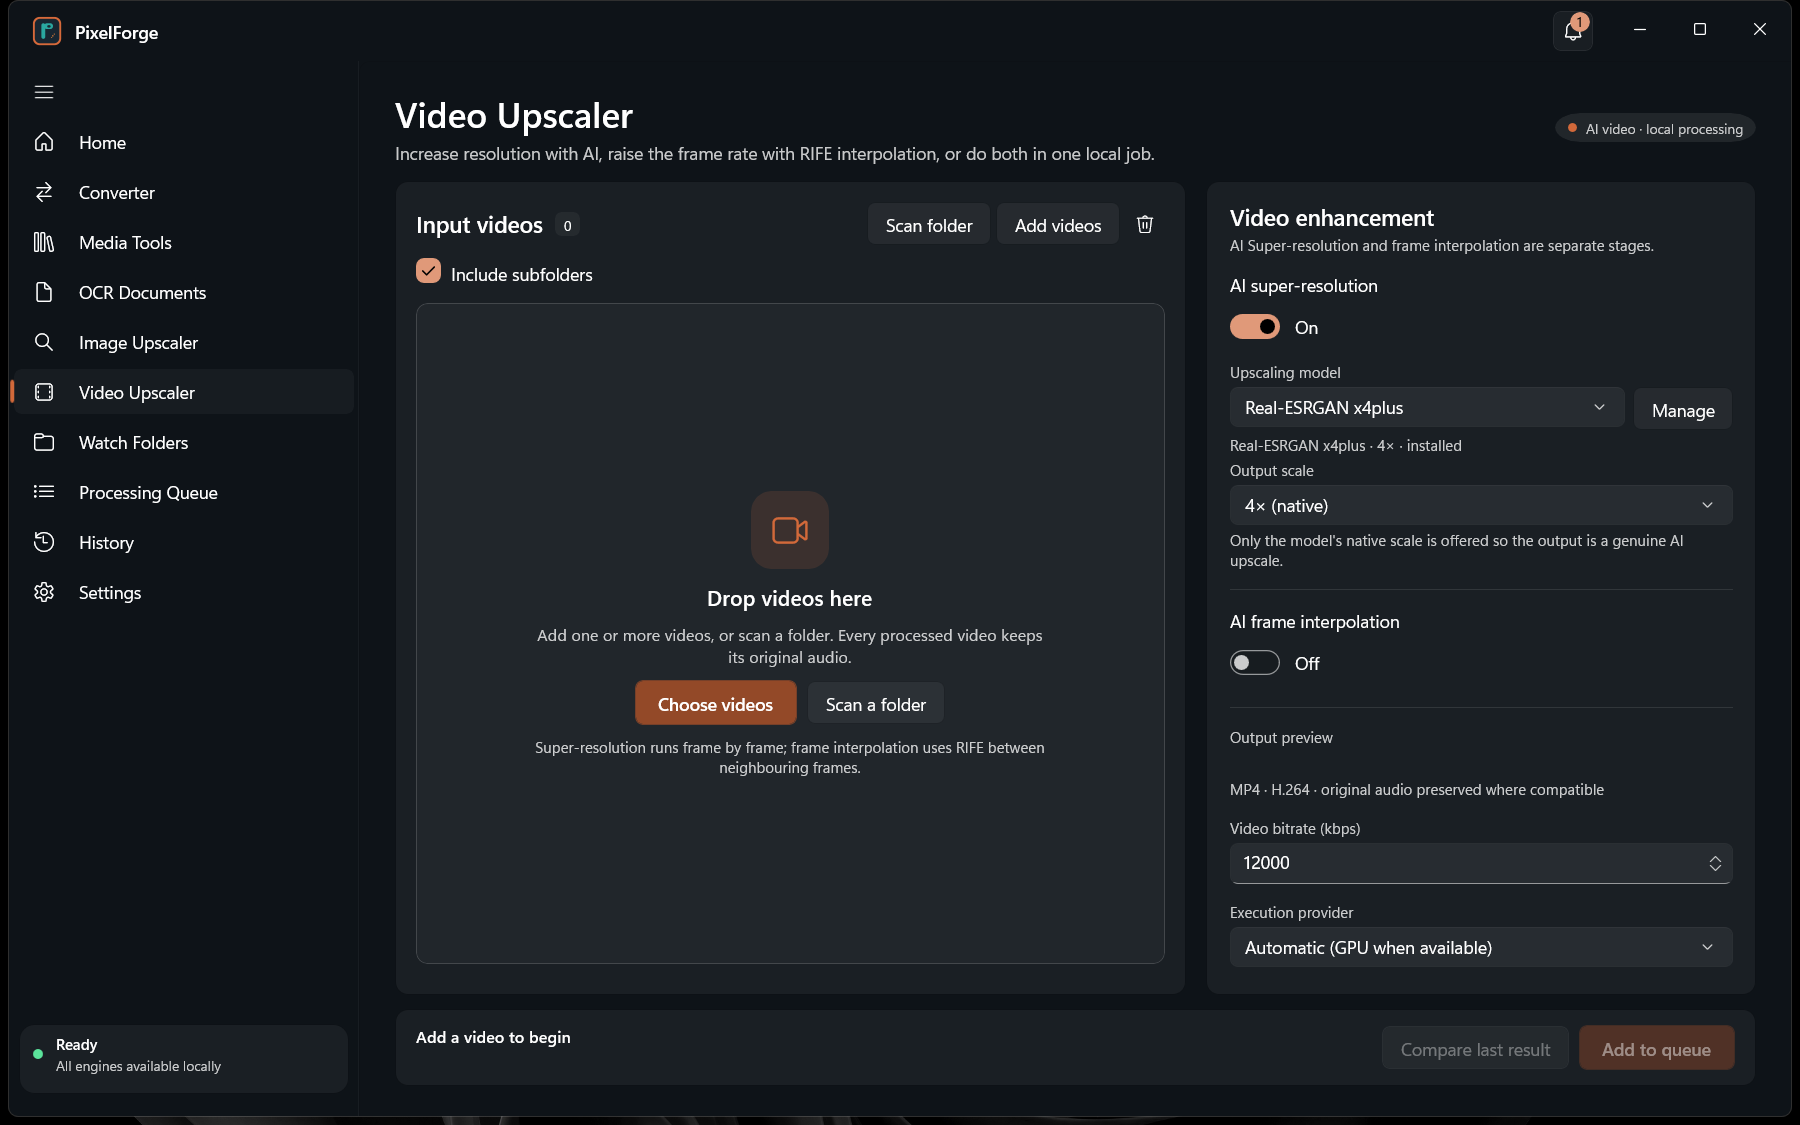 PixelForge
1
Home
Converter
Media Tools
OCR Documents
Image Upscaler
Video Upscaler
Watch Folders
Processing Queue
History
Settings
Ready
All engines available locally
Video Upscaler
Increase resolution with AI, raise the frame rate with RIFE interpolation, or do both in one local job.
AI video · local processing
Input videos 0
Scan folder
Add videos
Include subfolders
Drop videos here
Add one or more videos, or scan a folder. Every processed video keeps
its original audio.
Choose videos
Scan a folder
Super-resolution runs frame by frame; frame interpolation uses RIFE between
neighbouring frames.
Video enhancement
AI Super-resolution and frame interpolation are separate stages.
AI super-resolution
On
Upscaling model
Real-ESRGAN x4plus
Manage
Real-ESRGAN x4plus · 4× · installed
Output scale
4× (native)
Only the model's native scale is offered so the output is a genuine AI
upscale.
AI frame interpolation
Off
Output preview
MP4 · H.264 · original audio preserved where compatible
Video bitrate (kbps)
12000
Execution provider
Automatic (GPU when available)
Add a video to begin
Compare last result
Add to queue